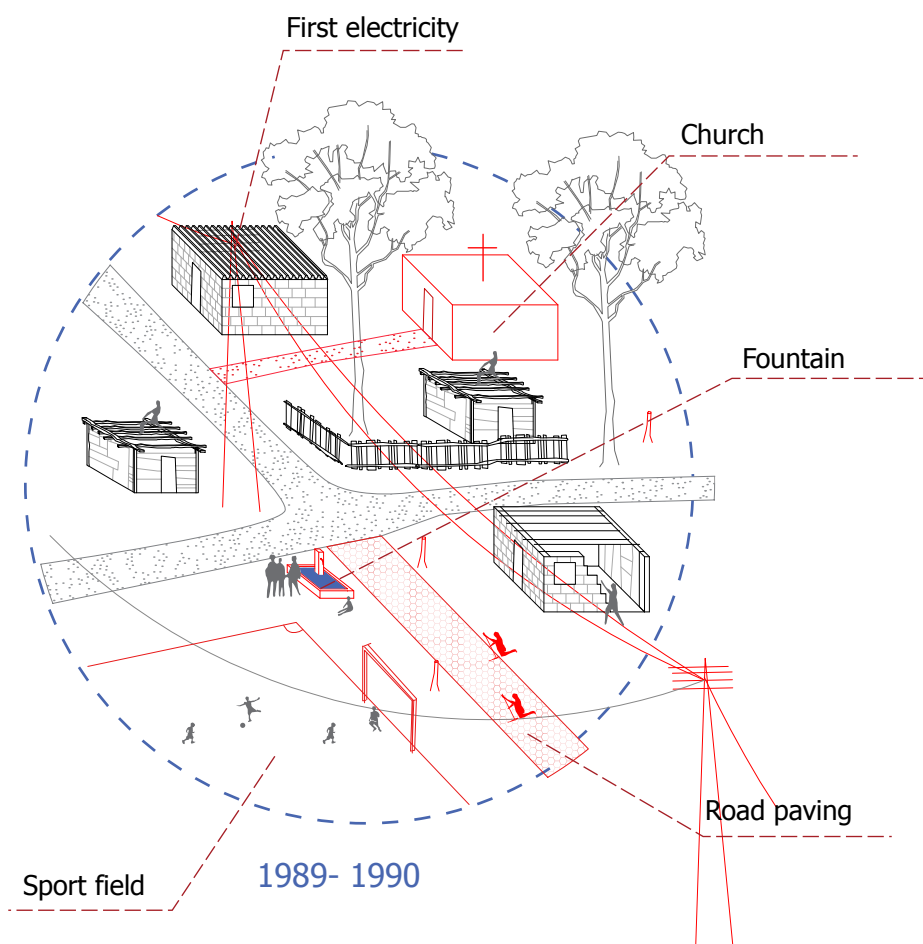 First electricity
Church
Fountain
Road paving
1989- 1990
Sport field